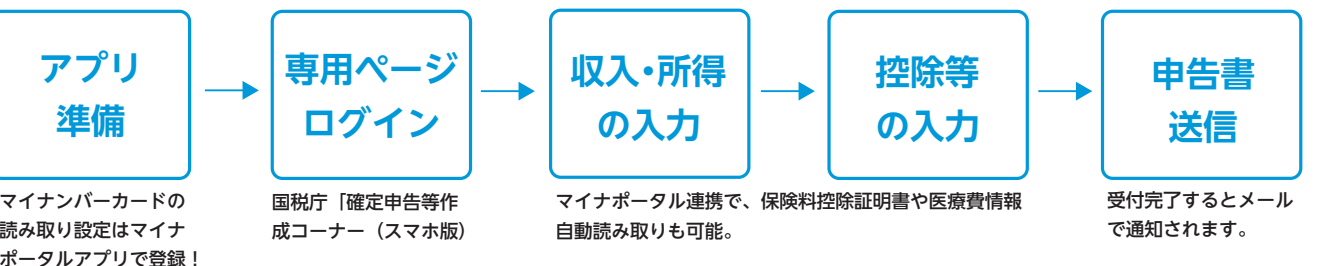 アプリ
準備
専用ページ
ログイン
収入・所得
の入力
控除等
の入力
申告書
送信
マイナンバーカードの
読み取り設定はマイナ
ポータルアプリで登録！
国税庁「確定申告等作
成コーナー（スマホ版）
マイナポータル連携で、保険料控除証明書や医療費情報
自動読み取りも可能。
受付完了するとメール
で通知されます。